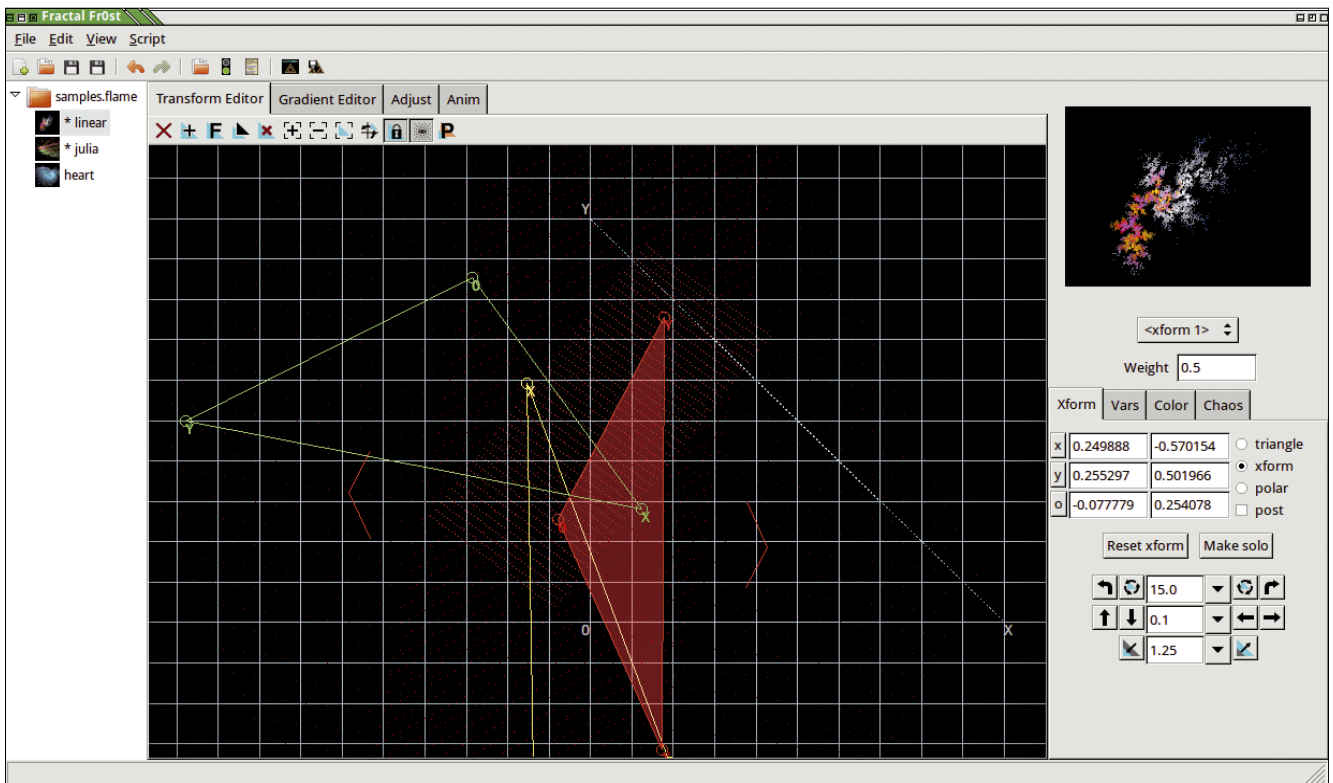 Fractal Fr0st
File Edit View Script
samples.flame
* linear
* julia
heart
Transform Editor Gradient Editor Adjust Anim
F P
Y
O
Y
X
Y
X
O
X
<xform 1>
Weight 0.5
Xform Vars Color Chaos
x 0.249888 -0.570154 triangle
y 0.255297 0.501966 xform
polar
o -0.077779 0.254078 post
Reset xform Make solo
15.0
0.1
1.25